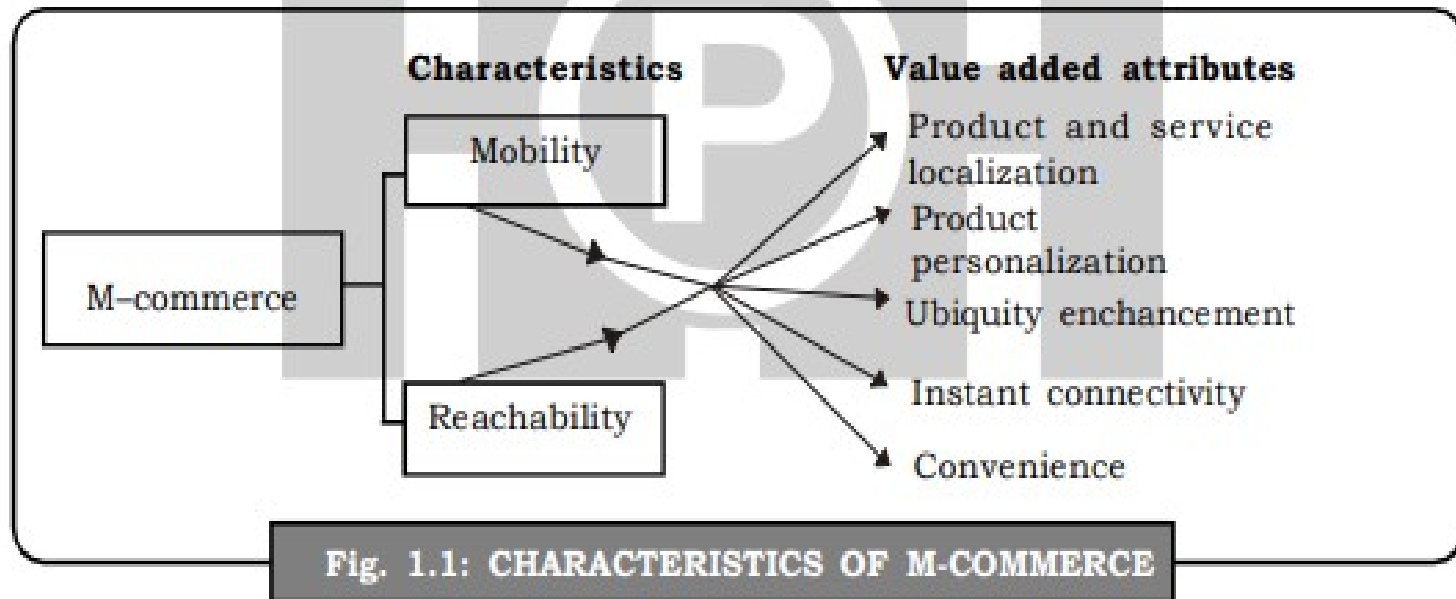 Characteristics
Value added attributes
Mobility
Product and service
localization
Product
personalization
M–commerce
Ubiquity enchancement
Instant connectivity
Reachability
Convenience
Fig. 1.1: CHARACTERISTICS OF M-COMMERCE